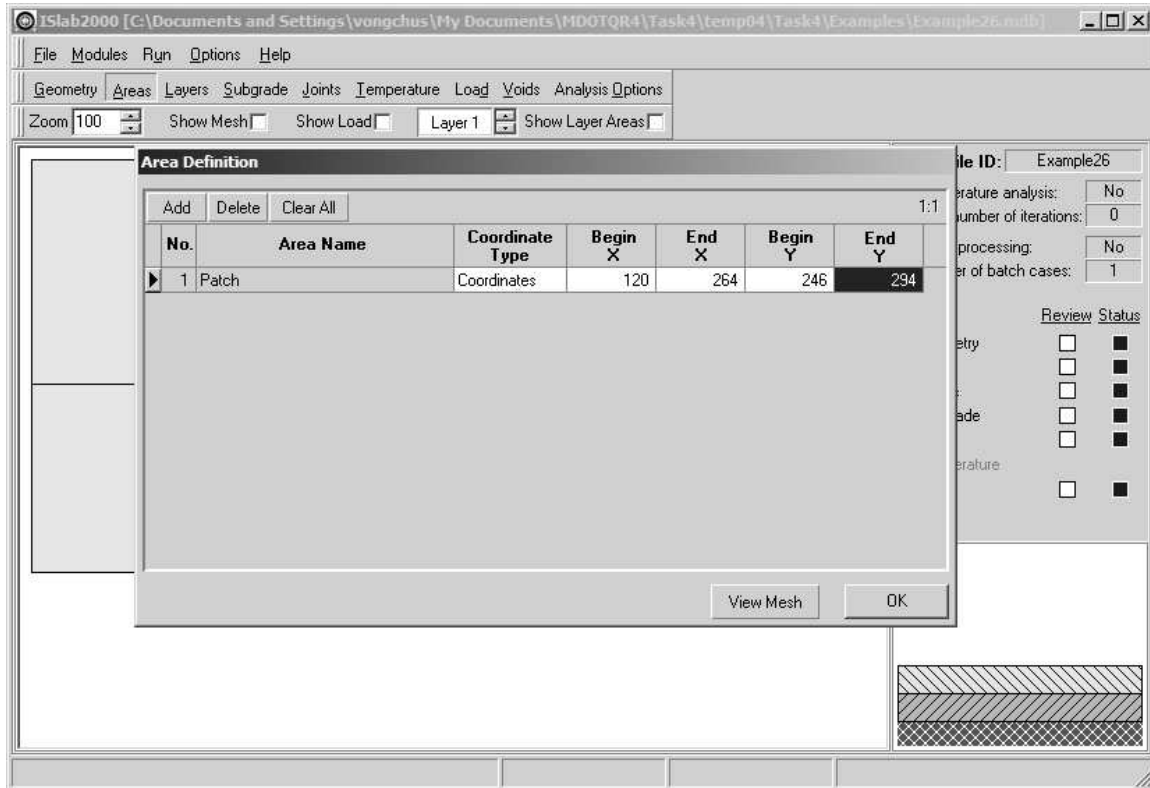 ISlab2000 [C:\Documents and Settings\vongchus\My Documents\MDOTQR4\Task4\temp04\Task4\Examples\Example26.mdb]
File Modules Run Options Help
Geometry Areas Layers Subgrade Joints Temperature Load Voids Analysis Options
Zoom 100 Show Mesh Show Load Layer 1 Show Layer Areas
Area Definition
Add Delete Clear All 1:1
No. Area Name Coordinate Type Begin X End X Begin Y End Y
1 Patch Coordinates 120 264 246 294
View Mesh OK
ile ID: Example26
erature analysis: No
number of iterations: 0
processing: No
er of batch cases: 1
Review Status
etry
s:
ade
erature